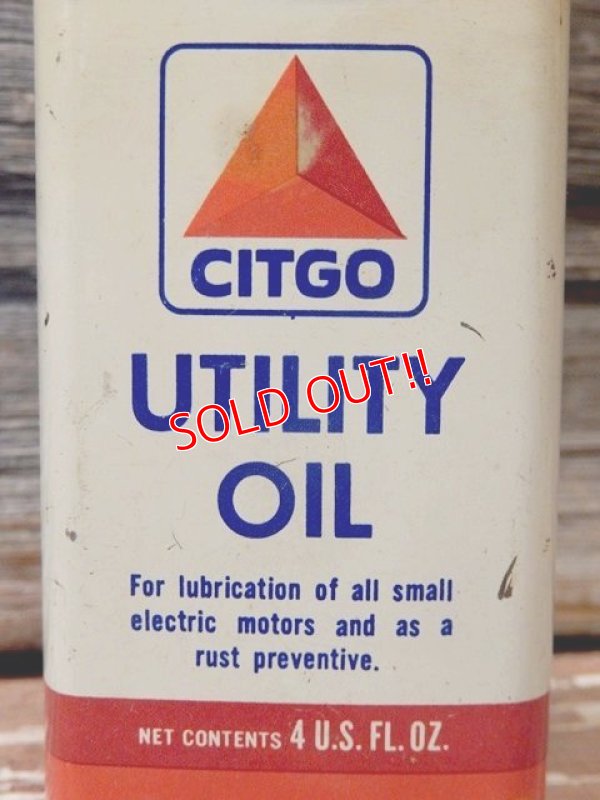 CITGO
UTILITY
SOLD OUT!!
OIL
For lubrication of all small
electric motors and as a
rust preventive.
NET CONTENTS 4 U.S. FL. OZ.